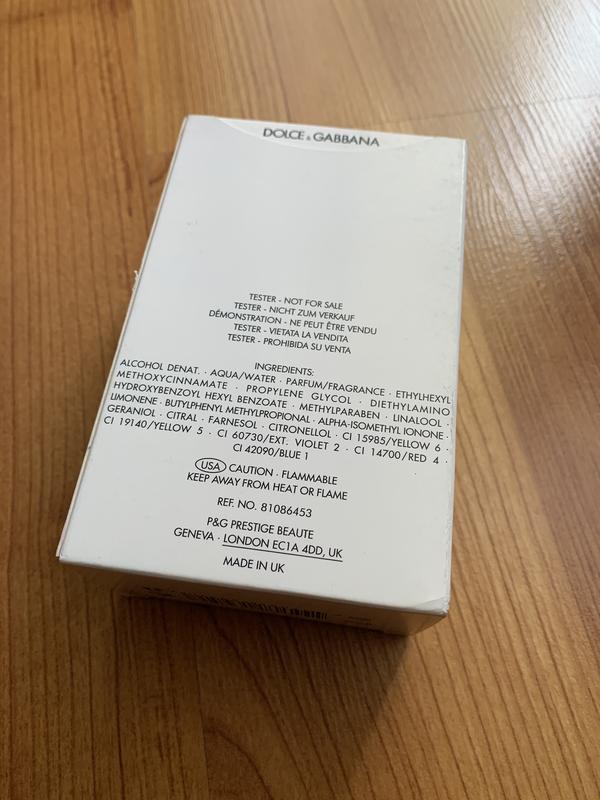 DOLCE & GABBANA
TESTER - NOT FOR SALE
TESTER - NICHT ZUM VERKAUF
DÉMONSTRATION - NE PEUT ÊTRE VENDU
TESTER - VIETATA LA VENDITA
TESTER - PROHIBIDA SU VENTA
INGREDIENTS:
ALCOHOL DENAT. · AQUA/WATER · PARFUM/FRAGRANCE · ETHYLHEXYL
METHOXYCINNAMATE · PROPYLENE GLYCOL · DIETHYLAMINO
HYDROXYBENZOYL HEXYL BENZOATE · METHYLPARABEN · LINALOOL ·
LIMONENE · BUTYLPHENYL METHYLPROPIONAL · ALPHA-ISOMETHYL IONONE ·
GERANIOL · CITRAL · FARNESOL · CITRONELLOL · CI 15985/YELLOW 6 ·
CI 19140/YELLOW 5 · CI 60730/EXT. VIOLET 2 · CI 14700/RED 4 ·
CI 42090/BLUE 1
USA CAUTION · FLAMMABLE
KEEP AWAY FROM HEAT OR FLAME
REF. NO. 81086453
P&G PRESTIGE BEAUTE
GENEVA · LONDON EC1A 4DD, UK
MADE IN UK